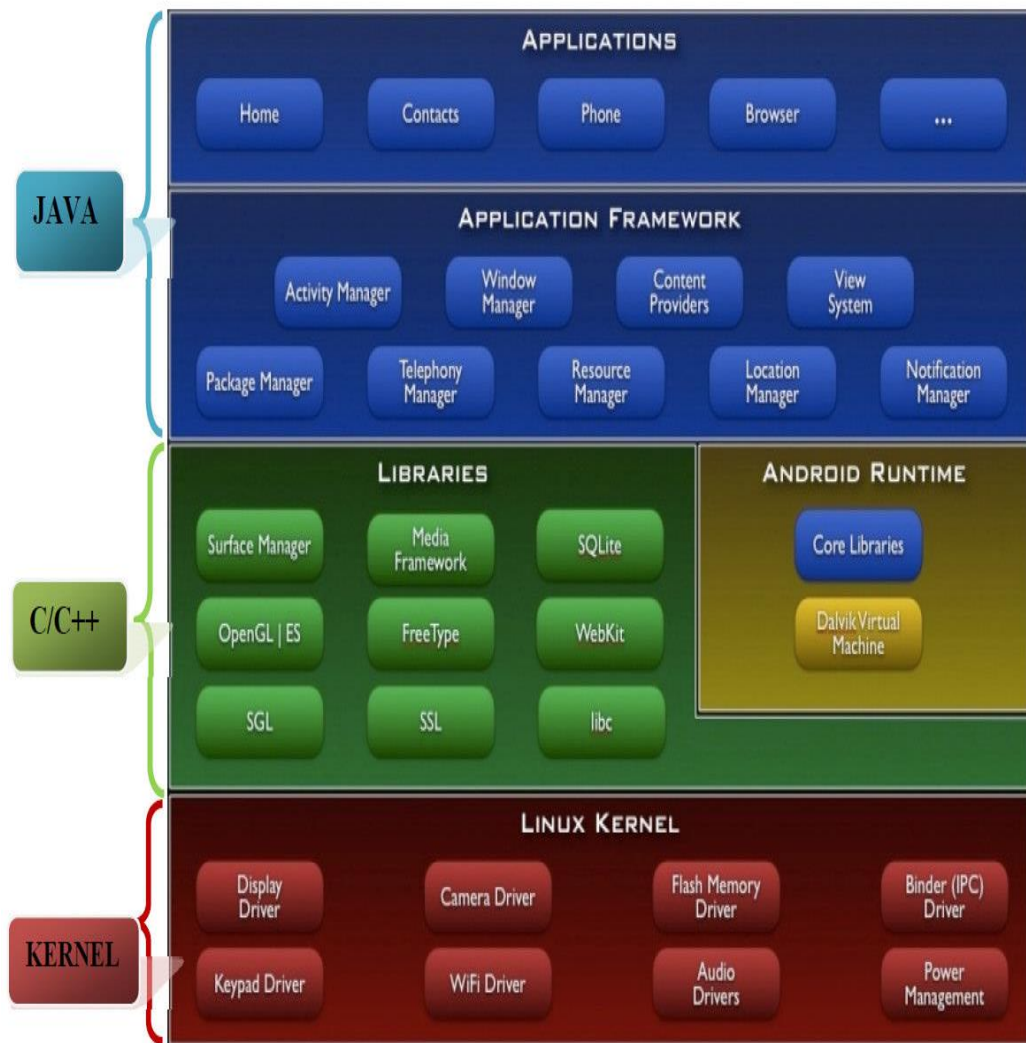 APPLICATIONS
Home
Contacts
Phone
Browser
...
JAVA
APPLICATION FRAMEWORK
Activity Manager
Window
Manager
Content
Providers
View
System
Package Manager
Telephony
Manager
Resource
Manager
Location
Manager
Notification
Manager
C/C++
LIBRARIES
Surface Manager
Media
Framework
SQLite
OpenGL | ES
FreeType
WebKit
SGL
SSL
libc
ANDROID RUNTIME
Core Libraries
Dalvik Virtual
Machine
KERNEL
LINUX KERNEL
Display
Driver
Camera Driver
Flash Memory
Driver
Binder (IPC)
Driver
Keypad Driver
WiFi Driver
Audio
Drivers
Power
Management